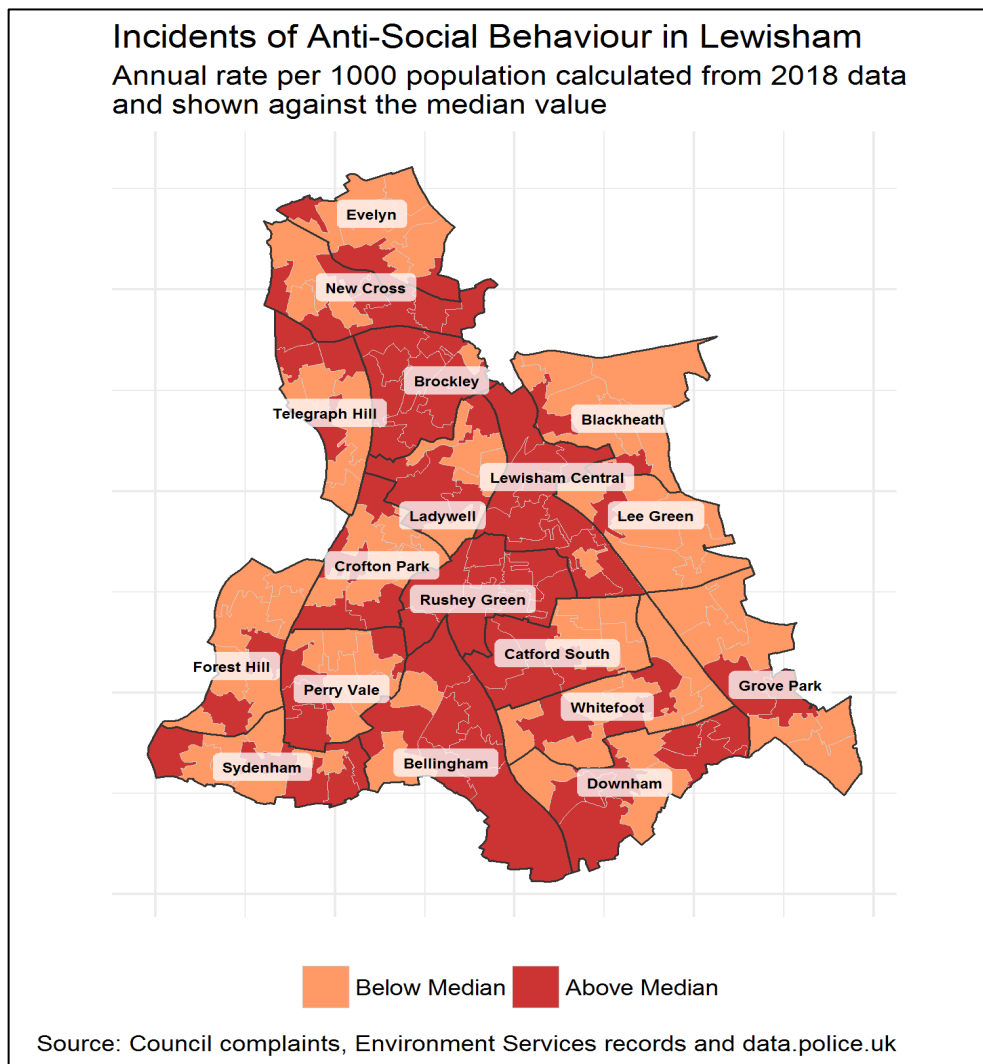 Incidents of Anti-Social Behaviour in Lewisham
Annual rate per 1000 population calculated from 2018 data
and shown against the median value
Evelyn
New Cross
Brockley
Telegraph Hill
Blackheath
Lewisham Central
Ladywell
Lee Green
Crofton Park
Rushey Green
Catford South
Forest Hill
Perry Vale
Grove Park
Whitefoot
Sydenham
Bellingham
Downham
Below Median
Above Median
Source: Council complaints, Environment Services records and data.police.uk